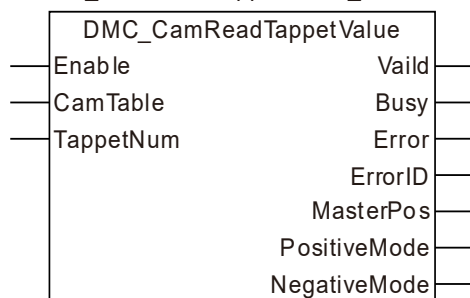 DMC_CamReadTappetValue
Enable Vaild
CamTable Busy
TappetNum Error
ErrorID
MasterPos
PositiveMode
NegativeMode